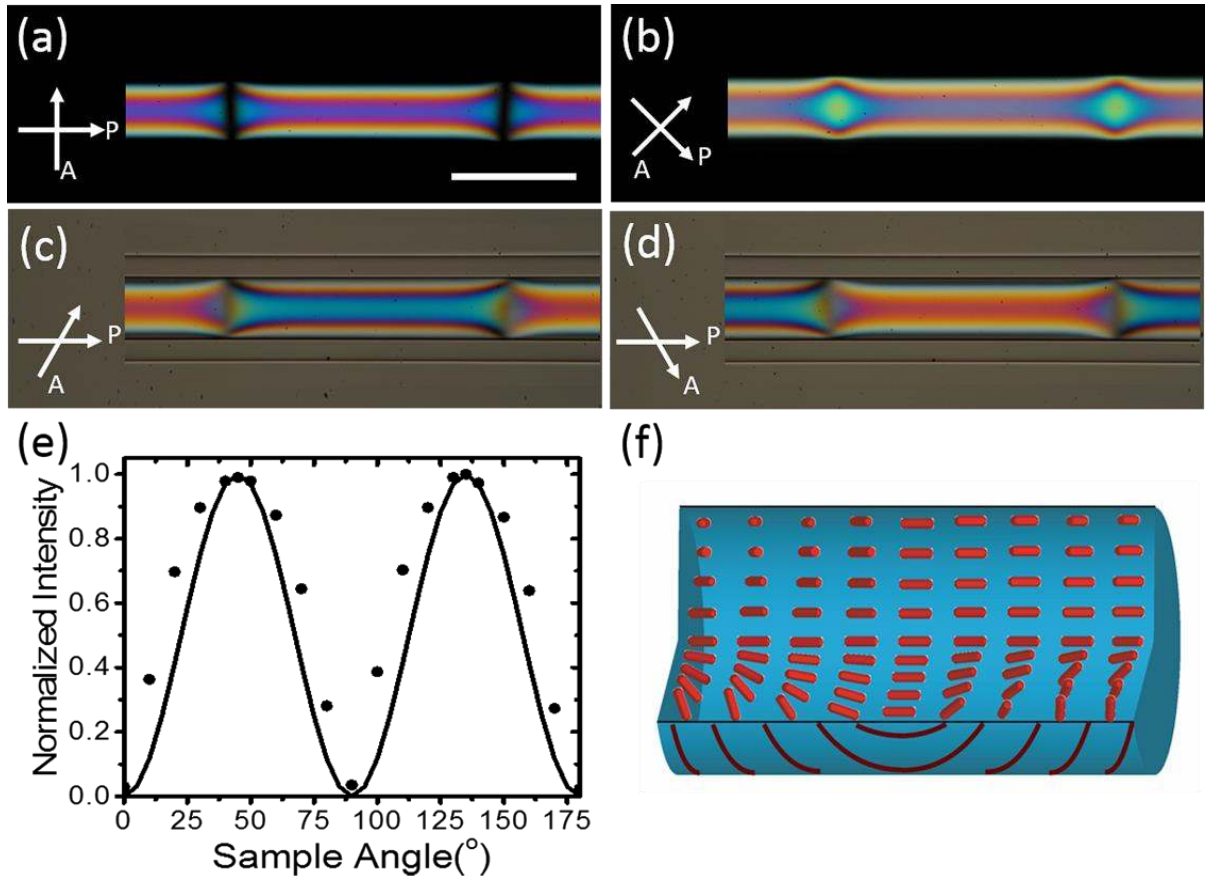 (a)
P
A
(b)
A
P
(c)
P
A
(d)
P
A
(e)
Normalized Intensity
1.0
0.8
0.6
0.4
0.2
0.0
0 25 50 75 100 125 150 175
Sample Angle(°)
(f)